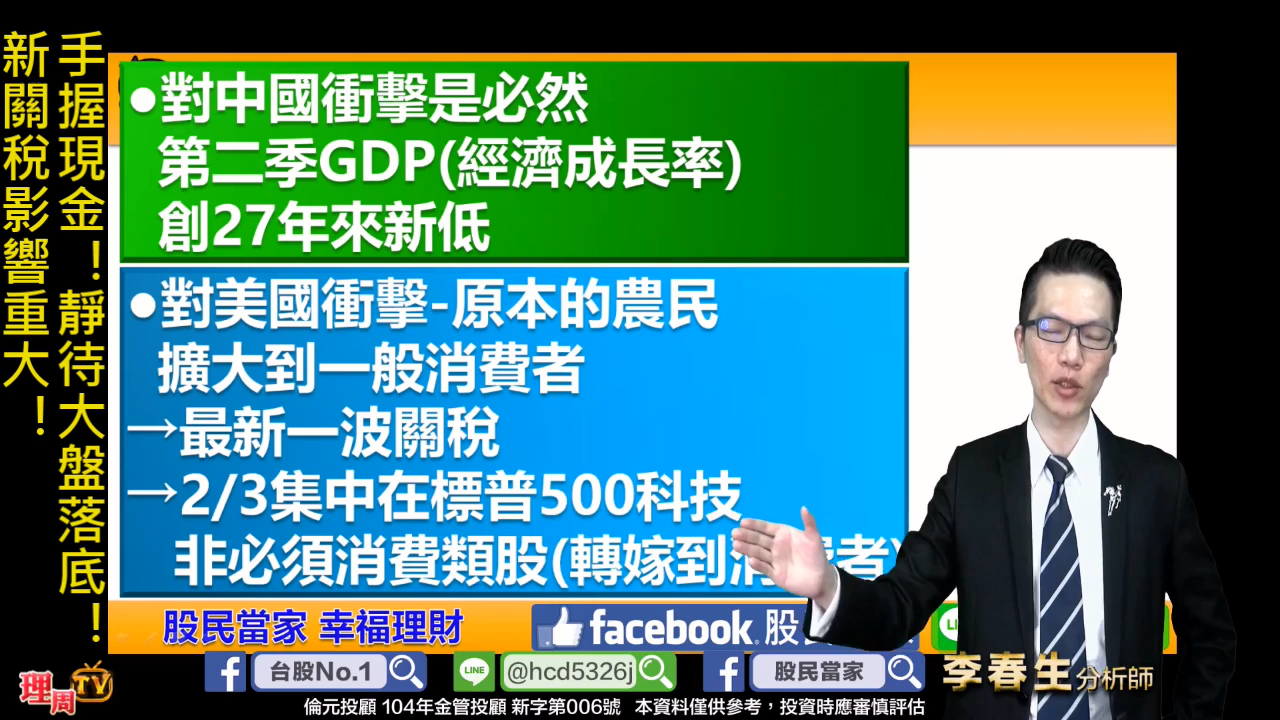 手握現金！靜待大盤落底！
新關稅影響重大！
●對中國衝擊是必然
第二季GDP(經濟成長率)
創27年來新低
●對美國衝擊-原本的農民
擴大到一般消費者
→最新一波關稅
→2/3集中在標普500科技
非必須消費類股(轉嫁到消費者)
股民當家 幸福理財
facebook 股民
LINE
台股No.1
LINE
@hcd5326j
股民當家
李春生分析師
理周TV
倫元投顧 104年金管投顧 新字第006號 本資料僅供參考，投資時應審慎評估